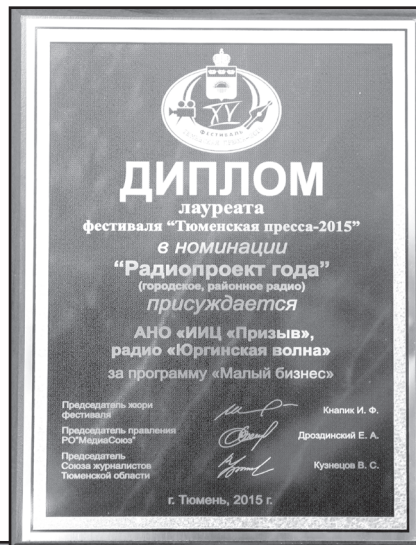 XV
ФЕСТИВАЛЬ
ДИПЛОМ
лауреата
фестиваля “Тюменская пресса-2015”
в номинации
“Радиопроект года”
(городское, районное радио)
присуждается
АНО «ИИЦ «Призыв»,
радио «Юргинская волна»
за программу «Малый бизнес»
Председатель жюри
фестиваля
Кнапик И. Ф.
Председатель правления
РО"МедиаСоюз"
Дроздинский Е. А.
Председатель
Союза журналистов
Тюменской области
Кузнецов В. С.
г. Тюмень, 2015 г.